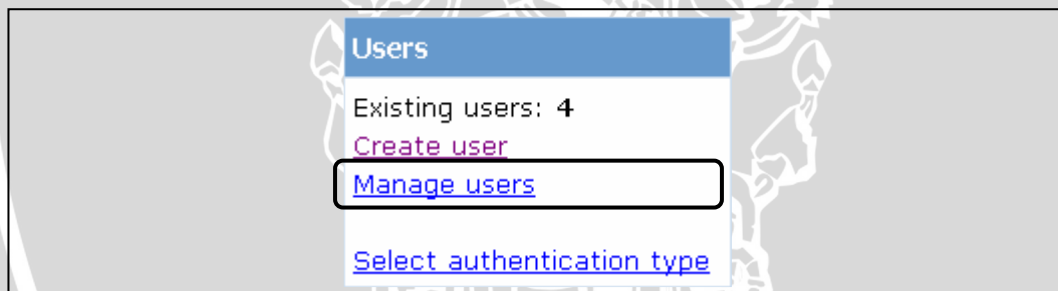 Users
Existing users: 4
Create user
Manage users
Select authentication type